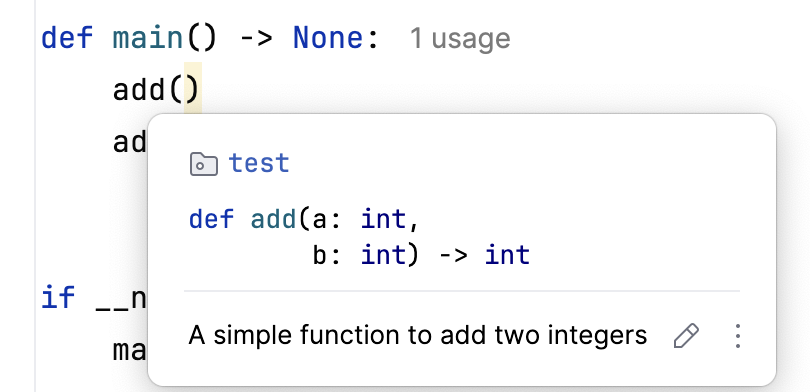 def main() -> None: 1 usage
    add()
    ad
test
def add(a: int,
        b: int) -> int
if __n
A simple function to add two integers
    ma